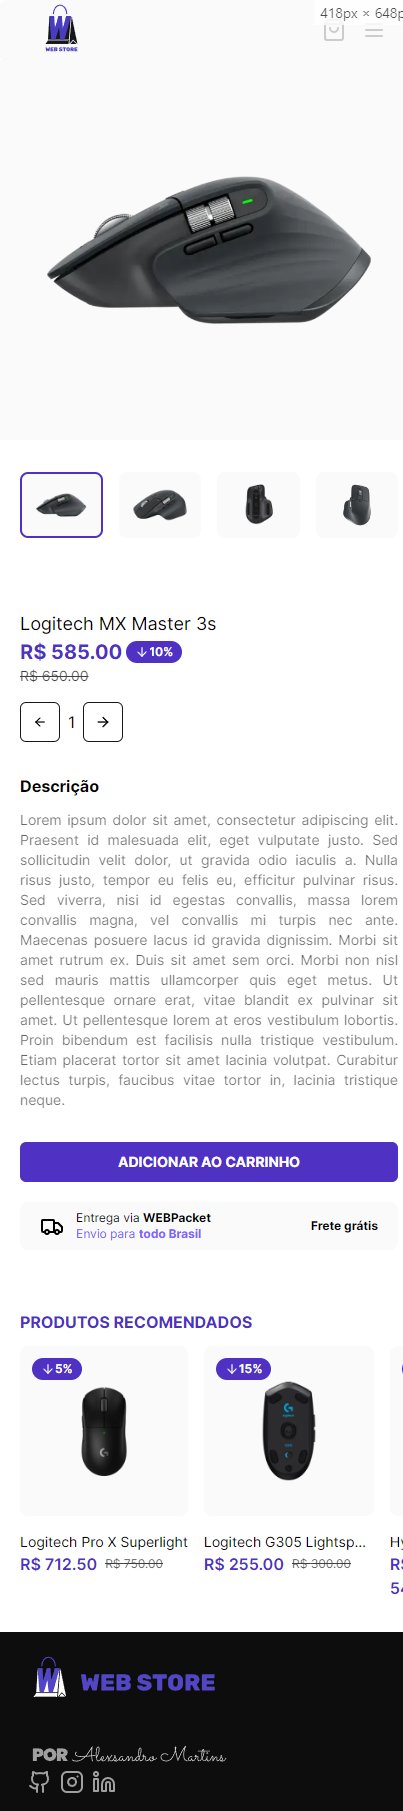 418px × 648p
W
WEB STORE
Logitech MX Master 3s
R$ 585.00 ↓10%
R$ 650.00
← 1 →
Descrição
Lorem ipsum dolor sit amet, consectetur adipiscing elit.
Praesent id malesuada elit, eget vulputate justo. Sed
sollicitudin velit dolor, ut gravida odio iaculis a. Nulla
risus justo, tempor eu felis eu, efficitur pulvinar risus.
Sed viverra, nisi id egestas convallis, massa lorem
convallis magna, vel convallis mi turpis nec ante.
Maecenas posuere lacus id gravida dignissim. Morbi sit
amet rutrum ex. Duis sit amet sem orci. Morbi non nisl
sed mauris mattis ullamcorper quis eget metus. Ut
pellentesque ornare erat, vitae blandit ex pulvinar sit
amet. Ut pellentesque lorem at eros vestibulum lobortis.
Proin bibendum est facilisis nulla tristique vestibulum.
Etiam placerat tortor sit amet lacinia volutpat. Curabitur
lectus turpis, faucibus vitae tortor in, lacinia tristique
neque.
ADICIONAR AO CARRINHO
Entrega via WEBPacket
Envio para todo Brasil
Frete grátis
PRODUTOS RECOMENDADOS
↓5%
Logitech Pro X Superlight
R$ 712.50 R$ 750.00
↓15%
Logitech G305 Lightsp...
R$ 255.00 R$ 300.00
Hy
R$
54
W WEB STORE
POR Alexsandro Martins